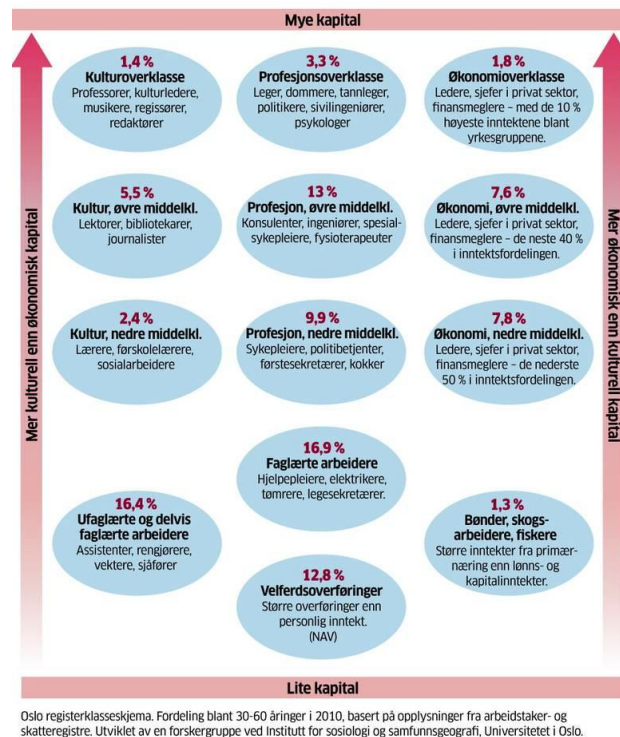 Mye kapital
Mer kulturell enn økonomisk kapital
1,4 %
Kulturoverklasse
Professorer, kulturledere,
musikere, regissører,
redaktører
3,3 %
Profesjonsoverklasse
Leger, dommere, tannleger,
politikere, sivilingeniører,
psykologer
1,8 %
Økonomioverklasse
Ledere, sjefer i privat sektor,
finansmeglere – med de 10 %
høyeste inntektene blant
yrkesgruppene.
5,5 %
Kultur, øvre middelkl.
Lektorer, bibliotekarer,
journalister
13 %
Profesjon, øvre middelkl.
Konsulenter, ingeniører, spesial-
sykepleiere, fysioterapeuter
7,6 %
Økonomi, øvre middelkl.
Ledere, sjefer i privat sektor,
finansmeglere – de neste 40 %
i inntektsfordelingen.
2,4 %
Kultur, nedre middelkl.
Lærere, førskolelærere,
sosialarbeidere
9,9 %
Profesjon, nedre middelkl.
Sykepleiere, politibetjenter,
førstesekretærer, kokker
7,8 %
Økonomi, nedre middelkl.
Ledere, sjefer i privat sektor,
finansmeglere – de nederste
50 % i inntektsfordelingen.
16,9 %
Faglærte arbeidere
Hjelpepleiere, elektrikere,
tømrere, legesekretærer.
16,4 %
Ufaglærte og delvis
faglærte arbeidere
Assistenter, rengjørere,
vektere, sjåfører
1,3 %
Bønder, skogs-
arbeidere, fiskere
Større inntekter fra primær-
næring enn lønns- og
kapitalinntekter.
12,8 %
Velferdsoverføringer
Større overføringer enn
personlig inntekt.
(NAV)
Mer økonomisk enn kulturell kapital
Lite kapital
Oslo registerklasseskjema. Fordeling blant 30-60 åringer i 2010, basert på opplysninger fra arbeidstaker- og
skatteregistre. Utviklet av en forskergruppe ved Institutt for sosiologi og samfunnsgeografi, Universitetet i Oslo.